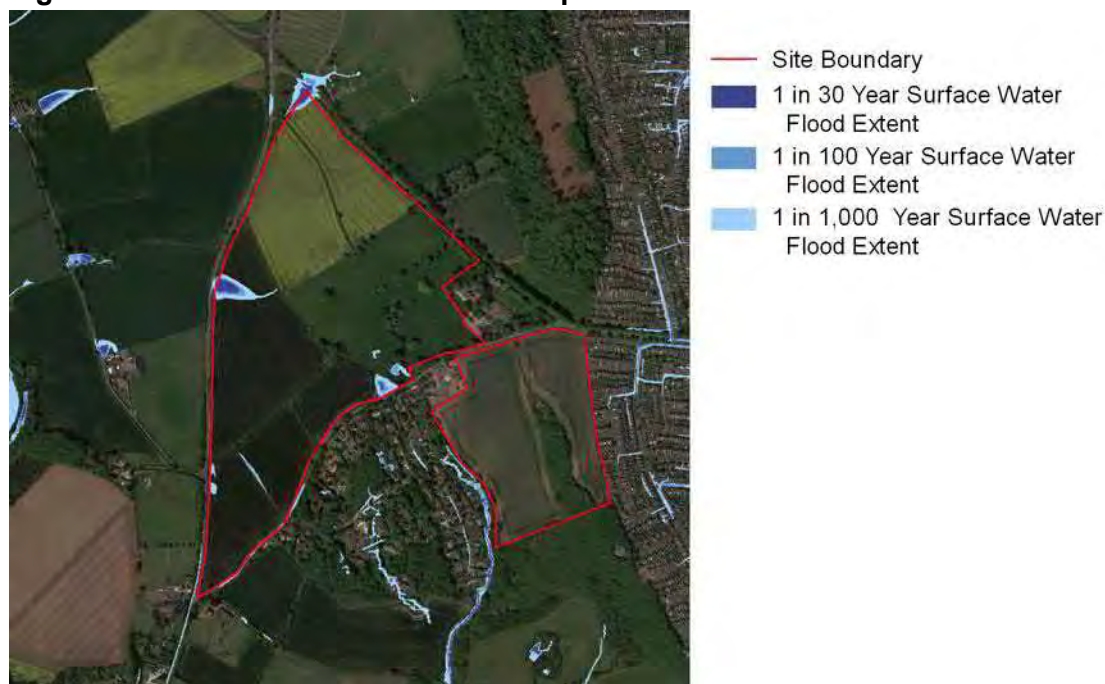 Site Boundary
1 in 30 Year Surface Water
Flood Extent
1 in 100 Year Surface Water
Flood Extent
1 in 1,000 Year Surface Water
Flood Extent